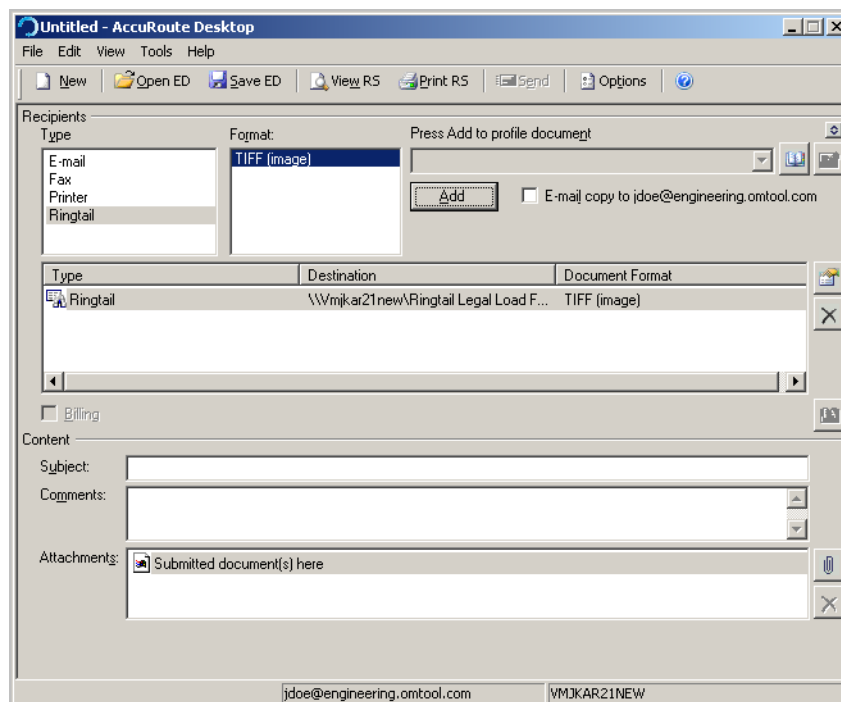 Untitled - AccuRoute Desktop
File Edit View Tools Help
New Open ED Save ED View RS Print RS Send Options
Recipients
Type Format: Press Add to profile document
E-mail TIFF (image)
Fax
Printer Add E-mail copy to jdoe@engineering.omtool.com
Ringtail
Type Destination Document Format
Ringtail \\Vmjkar21new\Ringtail Legal Load F... TIFF (image)
Billing
Content
Subject:
Comments:
Attachments: Submitted document(s) here
jdoe@engineering.omtool.com VMJKAR21NEW